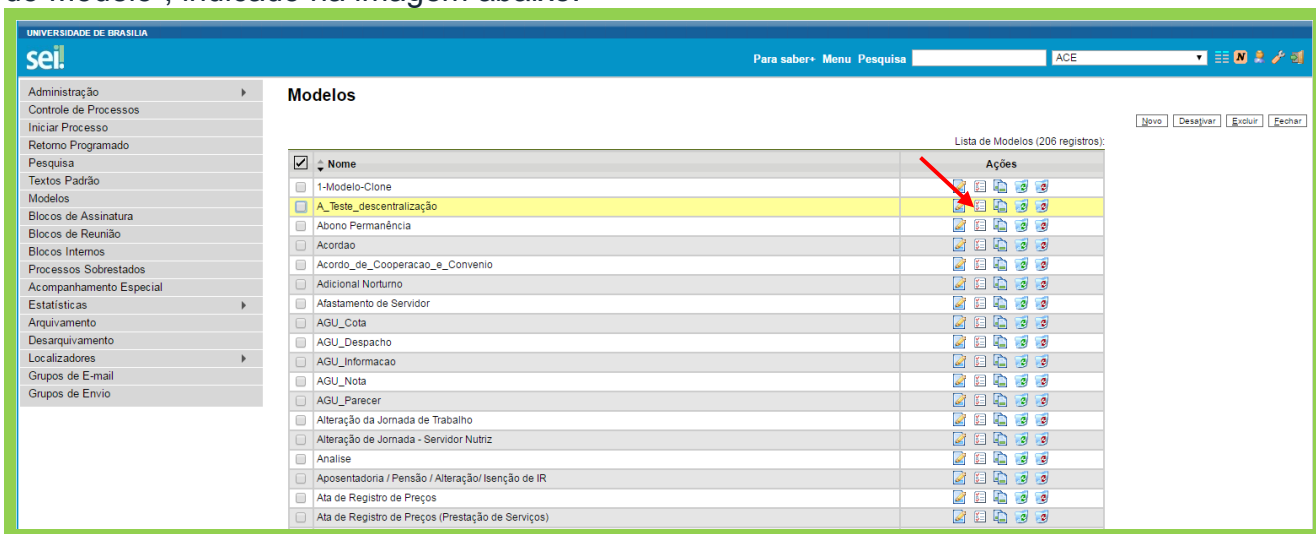 do Modelo", indicado na imagem abaixo:
UNIVERSIDADE DE BRASILIA
sei!
Para saber+ Menu Pesquisa
ACE
Administração
Controle de Processos
Iniciar Processo
Retorno Programado
Pesquisa
Textos Padrão
Modelos
Blocos de Assinatura
Blocos de Reunião
Blocos Internos
Processos Sobrestados
Acompanhamento Especial
Estatísticas
Arquivamento
Desarquivamento
Localizadores
Grupos de E-mail
Grupos de Envio
Modelos
Novo Desativar Excluir Fechar
Lista de Modelos (206 registros):
Nome Ações
1-Modelo-Clone
A_Teste_descentralização
Abono Permanência
Acordao
Acordo_de_Cooperacao_e_Convenio
Adicional Norturno
Afastamento de Servidor
AGU_Cota
AGU_Despacho
AGU_Informacao
AGU_Nota
AGU_Parecer
Alteração da Jornada de Trabalho
Alteração de Jornada - Servidor Nutriz
Analise
Aposentadoria / Pensão / Alteração/ Isenção de IR
Ata de Registro de Preços
Ata de Registro de Preços (Prestação de Serviços)